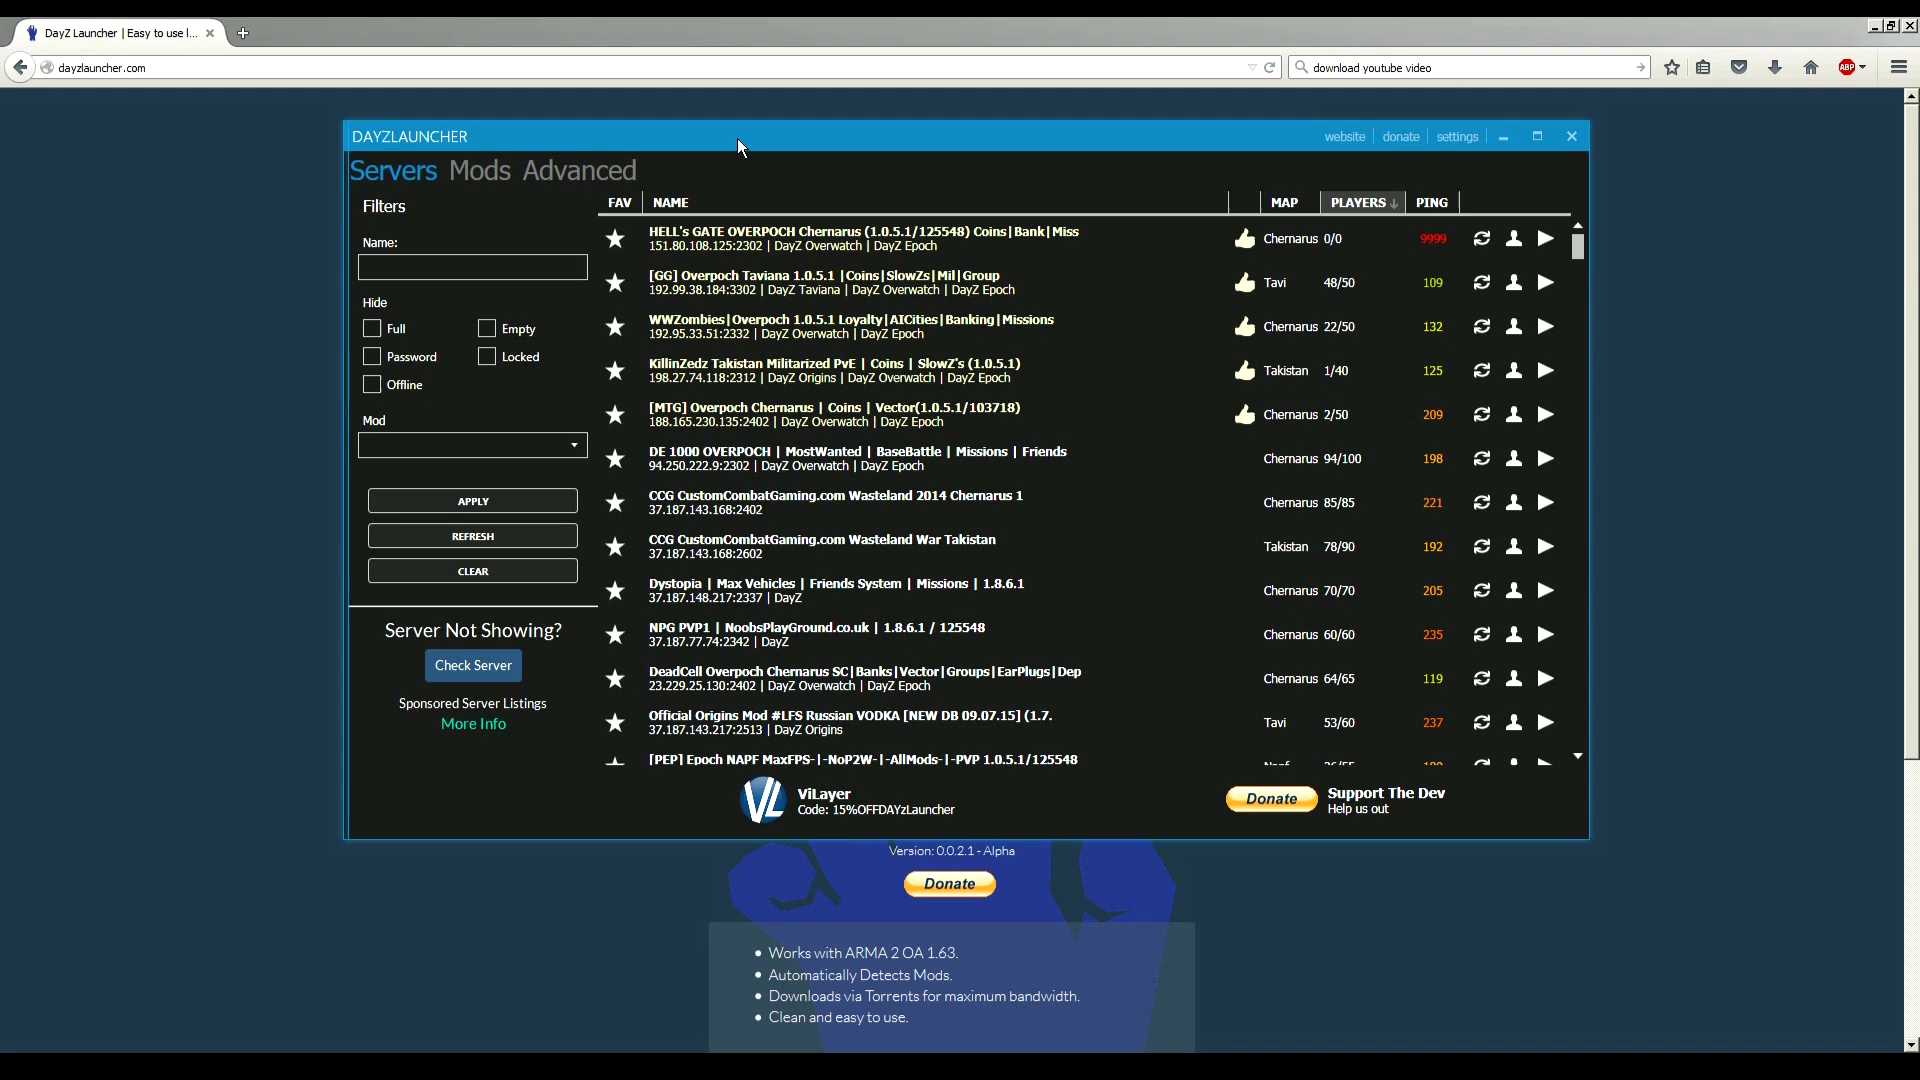 DayZ Launcher | Easy to use l...
dayzlauncher.com
download youtube video
ABP
DAYZLAUNCHER
website
donate
settings
Servers Mods Advanced
Filters
Name:
Hide
Full
Empty
Password
Locked
Offline
Mod
APPLY
REFRESH
CLEAR
Server Not Showing?
Check Server
Sponsored Server Listings
More Info
FAV NAME MAP PLAYERS PING
HELL's GATE OVERPOCH Chernarus (1.0.5.1/125548) Coins|Bank|Miss
151.80.108.125:2302 | DayZ Overwatch | DayZ Epoch
Chernarus 0/0 9999
[GG] Overpoch Taviana 1.0.5.1 |Coins|SlowZs|Mil|Group
192.99.38.184:3302 | DayZ Taviana | DayZ Overwatch | DayZ Epoch
Tavi 48/50 109
WWZombies|Overpoch 1.0.5.1 Loyalty|AICities|Banking|Missions
192.95.33.51:2332 | DayZ Overwatch | DayZ Epoch
Chernarus 22/50 132
KillinZedz Takistan Militarized PvE | Coins | SlowZ's (1.0.5.1)
198.27.74.118:2312 | DayZ Origins | DayZ Overwatch | DayZ Epoch
Takistan 1/40 125
[MTG] Overpoch Chernarus | Coins | Vector(1.0.5.1/103718)
188.165.230.135:2402 | DayZ Overwatch | DayZ Epoch
Chernarus 2/50 209
DE 1000 OVERPOCH | MostWanted | BaseBattle | Missions | Friends
94.250.222.9:2302 | DayZ Overwatch | DayZ Epoch
Chernarus 94/100 198
CCG CustomCombatGaming.com Wasteland 2014 Chernarus 1
37.187.143.168:2402
Chernarus 85/85 221
CCG CustomCombatGaming.com Wasteland War Takistan
37.187.143.168:2602
Takistan 78/90 192
Dystopia | Max Vehicles | Friends System | Missions | 1.8.6.1
37.187.148.217:2337 | DayZ
Chernarus 70/70 205
NPG PVP1 | NoobsPlayGround.co.uk | 1.8.6.1 / 125548
37.187.77.74:2342 | DayZ
Chernarus 60/60 235
DeadCell Overpoch Chernarus SC|Banks|Vector|Groups|EarPlugs|Dep
23.229.25.130:2402 | DayZ Overwatch | DayZ Epoch
Chernarus 64/65 119
Official Origins Mod #LFS Russian VODKA [NEW DB 09.07.15] (1.7.
37.187.143.217:2513 | DayZ Origins
Tavi 53/60 237
[PEP] Epoch NAPF MaxFPS-|-NoP2W-|-AllMods-|-PVP 1.0.5.1/125548
ViLayer
Code: 15%OFFDAYzLauncher
Donate
Support The Dev
Help us out
Version: 0.0.2.1 - Alpha
Donate
• Works with ARMA 2 OA 1.63.
• Automatically Detects Mods.
• Downloads via Torrents for maximum bandwidth.
• Clean and easy to use.